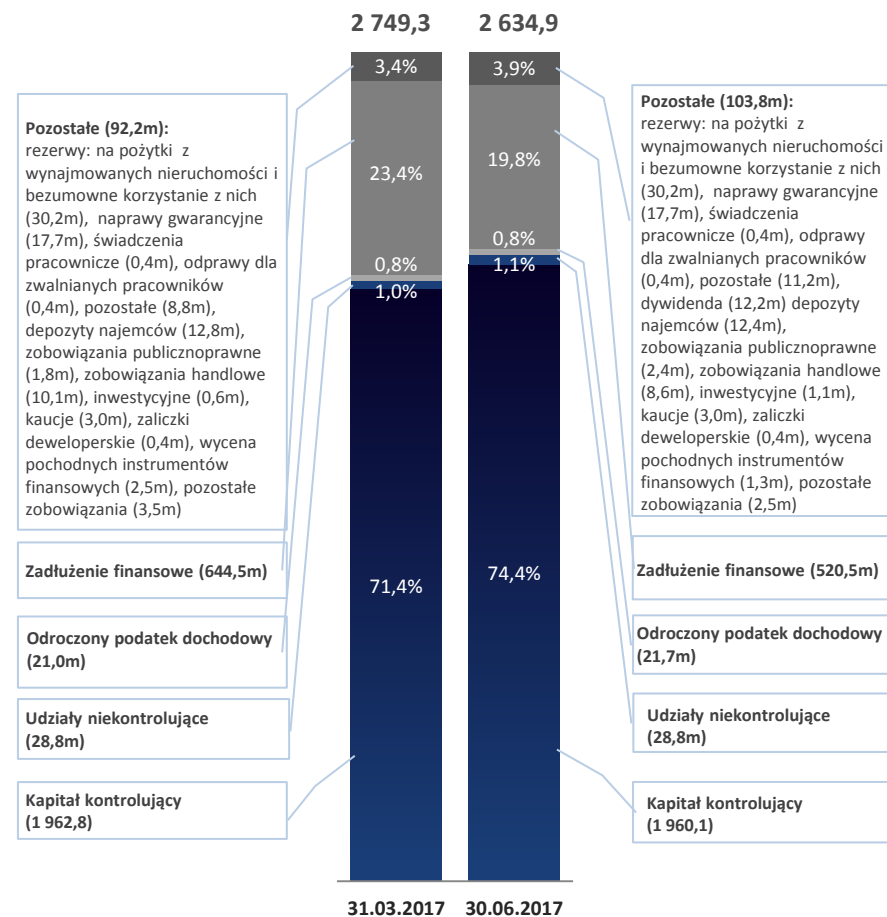 2 749,3
2 634,9
3,4%
23,4%
0,8%
1,0%
71,4%
3,9%
19,8%
0,8%
1,1%
74,4%
Pozostałe (92,2m):
rezerwy: na pożytki z
wynajmowanych nieruchomości i
bezumowne korzystanie z nich
(30,2m), naprawy gwarancyjne
(17,7m), świadczenia
pracownicze (0,4m), odprawy dla
zwalnianych pracowników
(0,4m), pozostałe (8,8m),
depozyty najemców (12,8m),
zobowiązania publicznoprawne
(1,8m), zobowiązania handlowe
(10,1m), inwestycyjne (0,6m),
kaucje (3,0m), zaliczki
deweloperskie (0,4m), wycena
pochodnych instrumentów
finansowych (2,5m), pozostałe
zobowiązania (3,5m)
Zadłużenie finansowe (644,5m)
Odroczony podatek dochodowy
(21,0m)
Udziały niekontrolujące
(28,8m)
Kapitał kontrolujący
(1 962,8)
Pozostałe (103,8m):
rezerwy: na pożytki z
wynajmowanych nieruchomości
i bezumowne korzystanie z nich
(30,2m), naprawy gwarancyjne
(17,7m), świadczenia
pracownicze (0,4m), odprawy
dla zwalnianych pracowników
(0,4m), pozostałe (11,2m),
dywidenda (12,2m) depozyty
najemców (12,4m),
zobowiązania publicznoprawne
(2,4m), zobowiązania handlowe
(8,6m), inwestycyjne (1,1m),
kaucje (3,0m), zaliczki
deweloperskie (0,4m), wycena
pochodnych instrumentów
finansowych (1,3m), pozostałe
zobowiązania (2,5m)
Zadłużenie finansowe (520,5m)
Odroczony podatek dochodowy
(21,7m)
Udziały niekontrolujące
(28,8m)
Kapitał kontrolujący
(1 960,1)
31.03.2017
30.06.2017